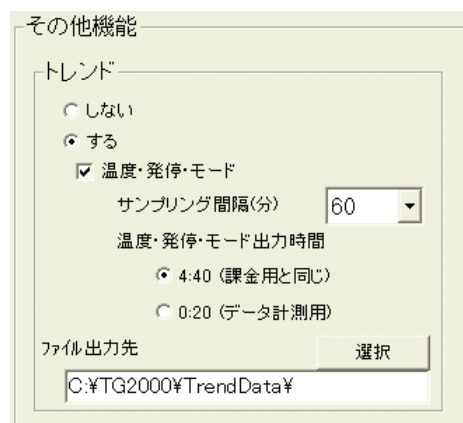 その他機能
トレンド
しない
する
温度・発停・モード
サンプリング間隔(分) 60
温度・発停・モード出力時間
4:40 (課金用と同じ)
0:20 (データ計測用)
ファイル出力先 選択
C:¥TG2000¥TrendData¥